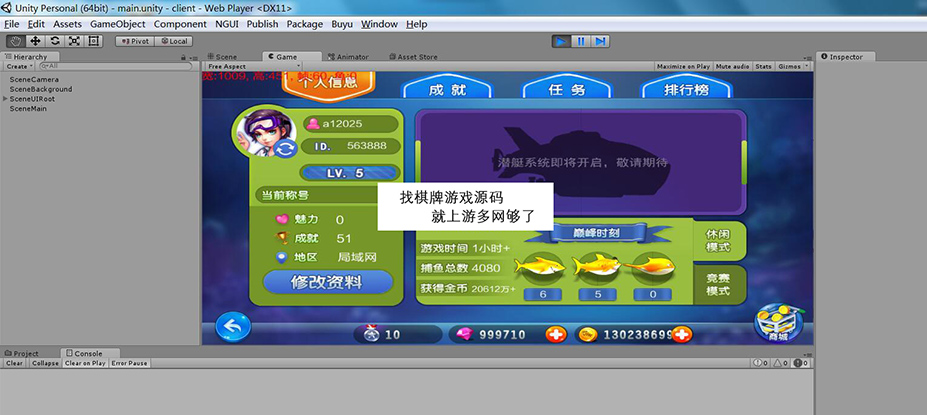 Unity Personal (64bit) - main.unity - client - Web Player <DX11>
File Edit Assets GameObject Component NGUI Publish Package Buyu Window Help
Pivot Local
Hierarchy
Create All
SceneCamera
SceneBackground
SceneUIRoot
SceneMain
Scene Game Animator Asset Store
Free Aspect Maximize on Play Mute audio Stats Gizmos
Inspector
个人信息 成就 任务 排行榜
a12025
ID. 563888
LV. 5
当前称号
魅力 0
成就 51
地区 局域网
修改资料
潜艇系统即将开启，敬请期待
找棋牌游戏源码
就上游多网够了
巅峰时刻
游戏时间 1小时+
捕鱼总数 4080
获得金币 20612万+
6 5 0
休闲
模式
竞赛
模式
10 999710 130238699
商城
Project Console
Clear Collapse Clear on Play Error Pause 0 0 0